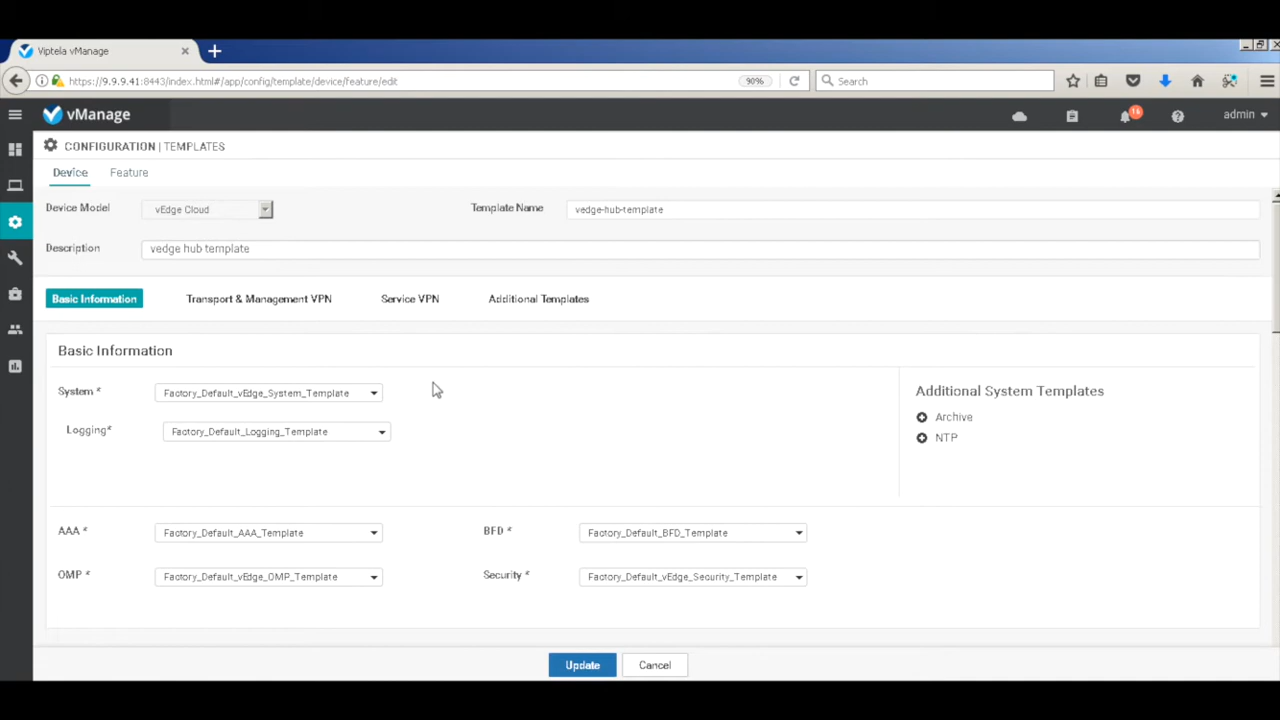 Viptela vManage
https://9.9.9.41:8443/index.html#/app/config/template/device/feature/edit
90%
Search
vManage
14
admin
CONFIGURATION | TEMPLATES
Device
Feature
Device Model
vEdge Cloud
Template Name
vedge-hub-template
Description
vedge hub template
Basic Information
Transport & Management VPN
Service VPN
Additional Templates
Basic Information
System *
Factory_Default_vEdge_System_Template
Additional System Templates
Archive
Logging*
Factory_Default_Logging_Template
NTP
AAA *
Factory_Default_AAA_Template
BFD *
Factory_Default_BFD_Template
OMP *
Factory_Default_vEdge_OMP_Template
Security *
Factory_Default_vEdge_Security_Template
Update
Cancel